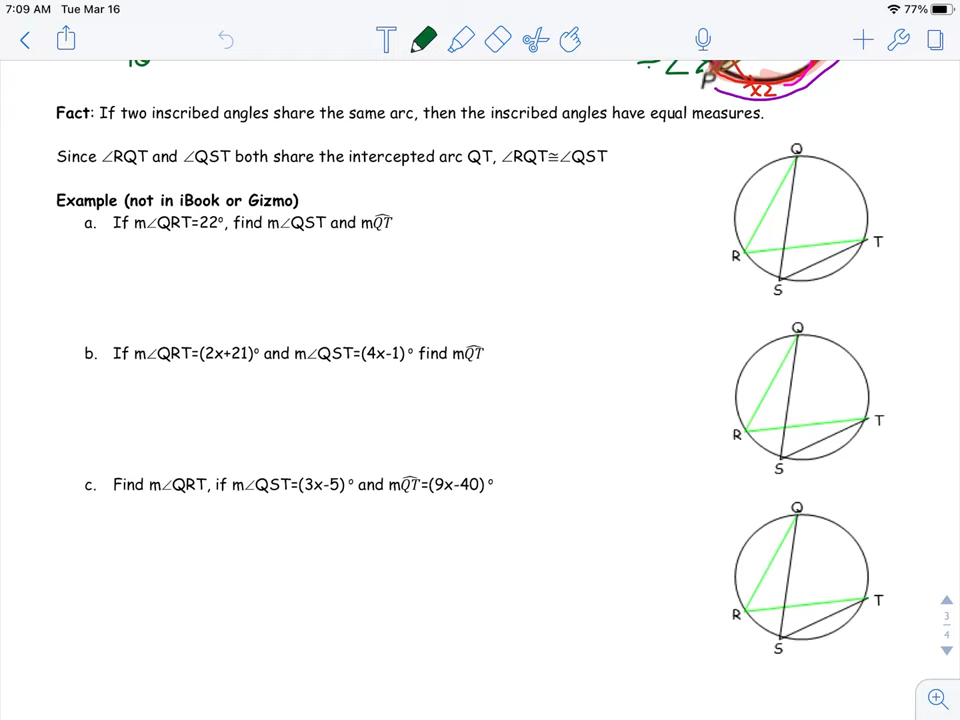 7:09 AM Tue Mar 16
77%
T
P
x2
Fact: If two inscribed angles share the same arc, then the inscribed angles have equal measures.
Since ∠RQT and ∠QST both share the intercepted arc QT, ∠RQT≅∠QST
Example (not in iBook or Gizmo)
a. If m∠QRT=22°, find m∠QST and mQT͡
Q
R
T
S
b. If m∠QRT=(2x+21)° and m∠QST=(4x-1)° find mQT͡
Q
R
T
S
c. Find m∠QRT, if m∠QST=(3x-5)° and mQT͡=(9x-40)°
Q
R
T
S
3
4